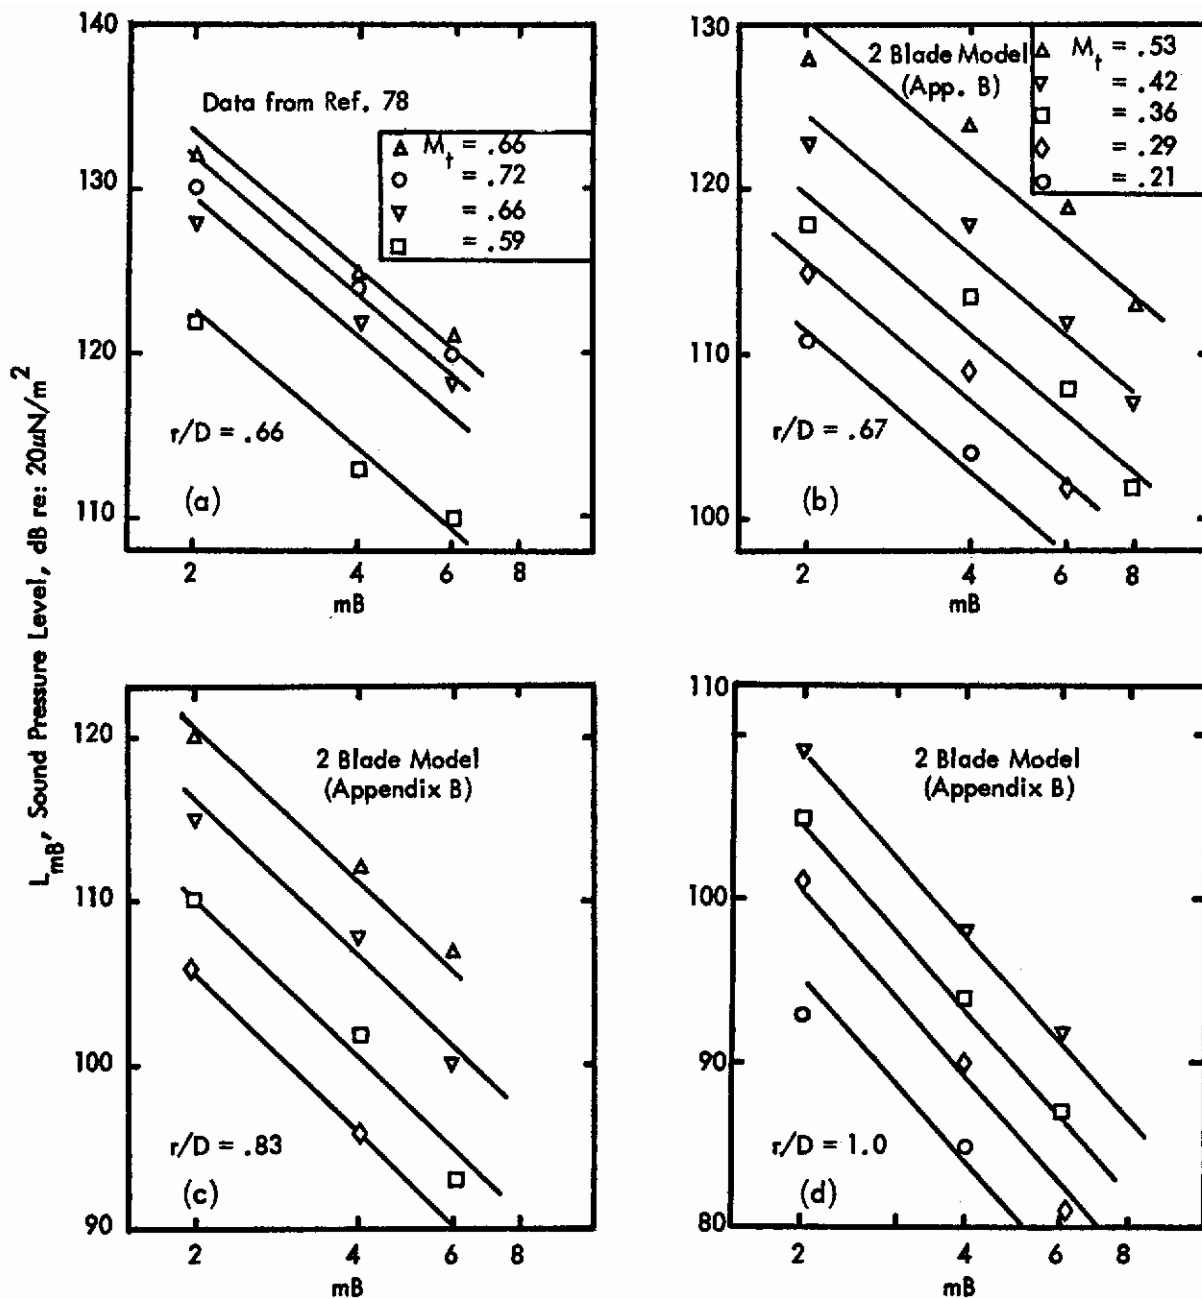 L_mB, Sound Pressure Level, dB re: 20μN/m²
140
130
120
110
Data from Ref. 78
△ M_t = .66
○ = .72
▽ = .66
□ = .59
r/D = .66
(a)
2 4 6 8
mB
130
120
110
100
2 Blade Model
(App. B)
△ M_t = .53
▽ = .42
□ = .36
◇ = .29
○ = .21
r/D = .67
(b)
2 4 6 8
mB
120
110
100
90
2 Blade Model
(Appendix B)
r/D = .83
(c)
2 4 6 8
mB
110
100
90
80
2 Blade Model
(Appendix B)
r/D = 1.0
(d)
2 4 6 8
mB